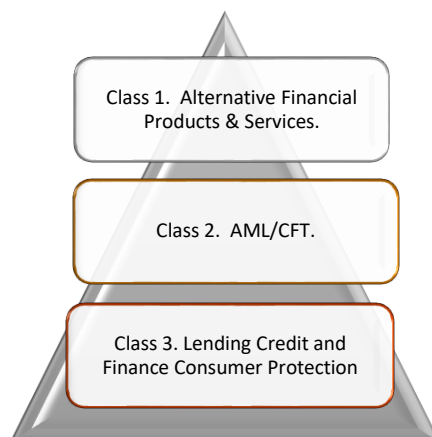 Class 1.  Alternative Financial
Products & Services.
Class 2.  AML/CFT.
Class 3. Lending Credit and
Finance Consumer Protection